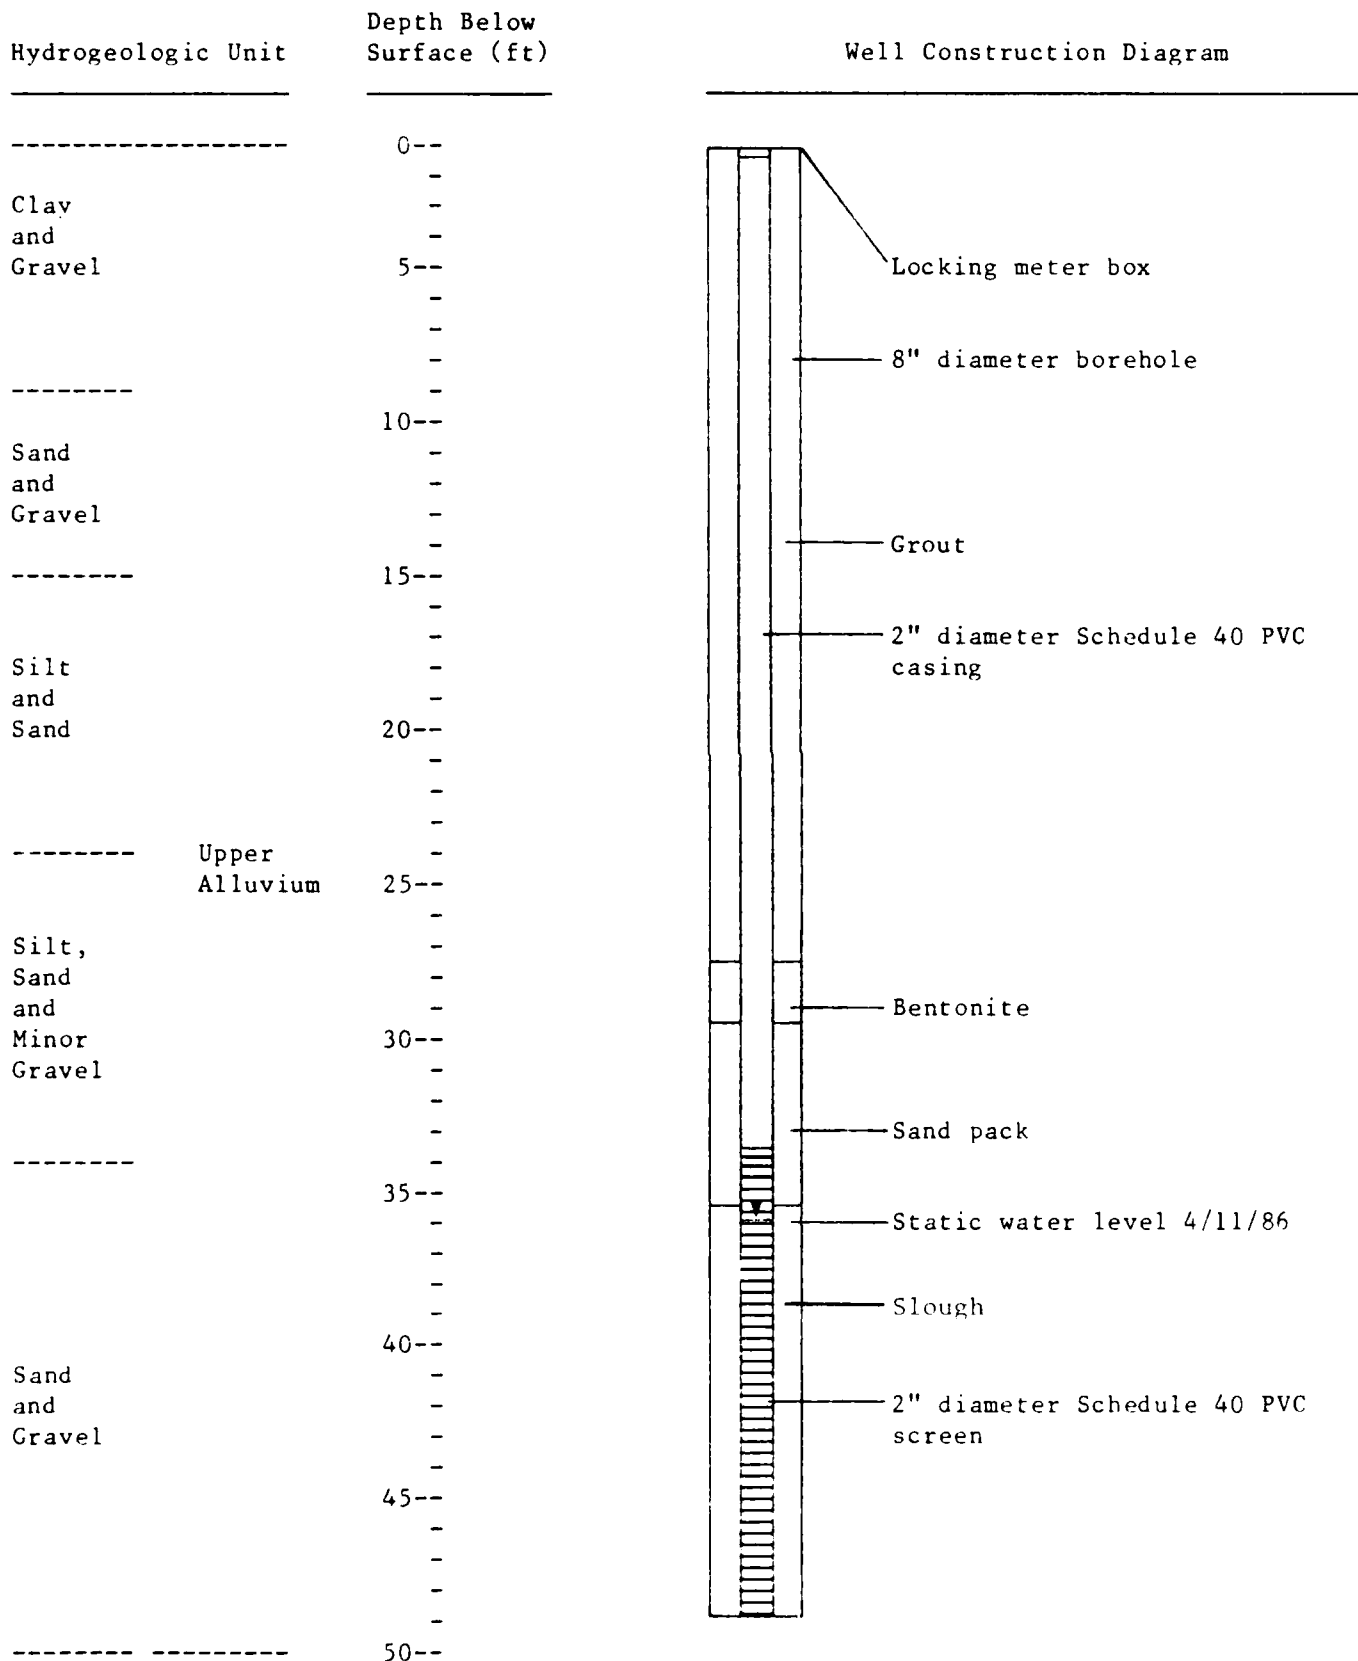 Depth Below
Hydrogeologic Unit Surface (ft) Well Construction Diagram
0--
Clay
and
Gravel 5-- Locking meter box
8" diameter borehole
10--
Sand
and
Gravel
Grout
15--
2" diameter Schedule 40 PVC
Silt casing
and
Sand 20--
Upper
Alluvium 25--
Silt,
Sand
and Bentonite
Minor 30--
Gravel
Sand pack
35--
Static water level 4/11/86
Slough
40--
Sand
and 2" diameter Schedule 40 PVC
Gravel screen
45--
50--